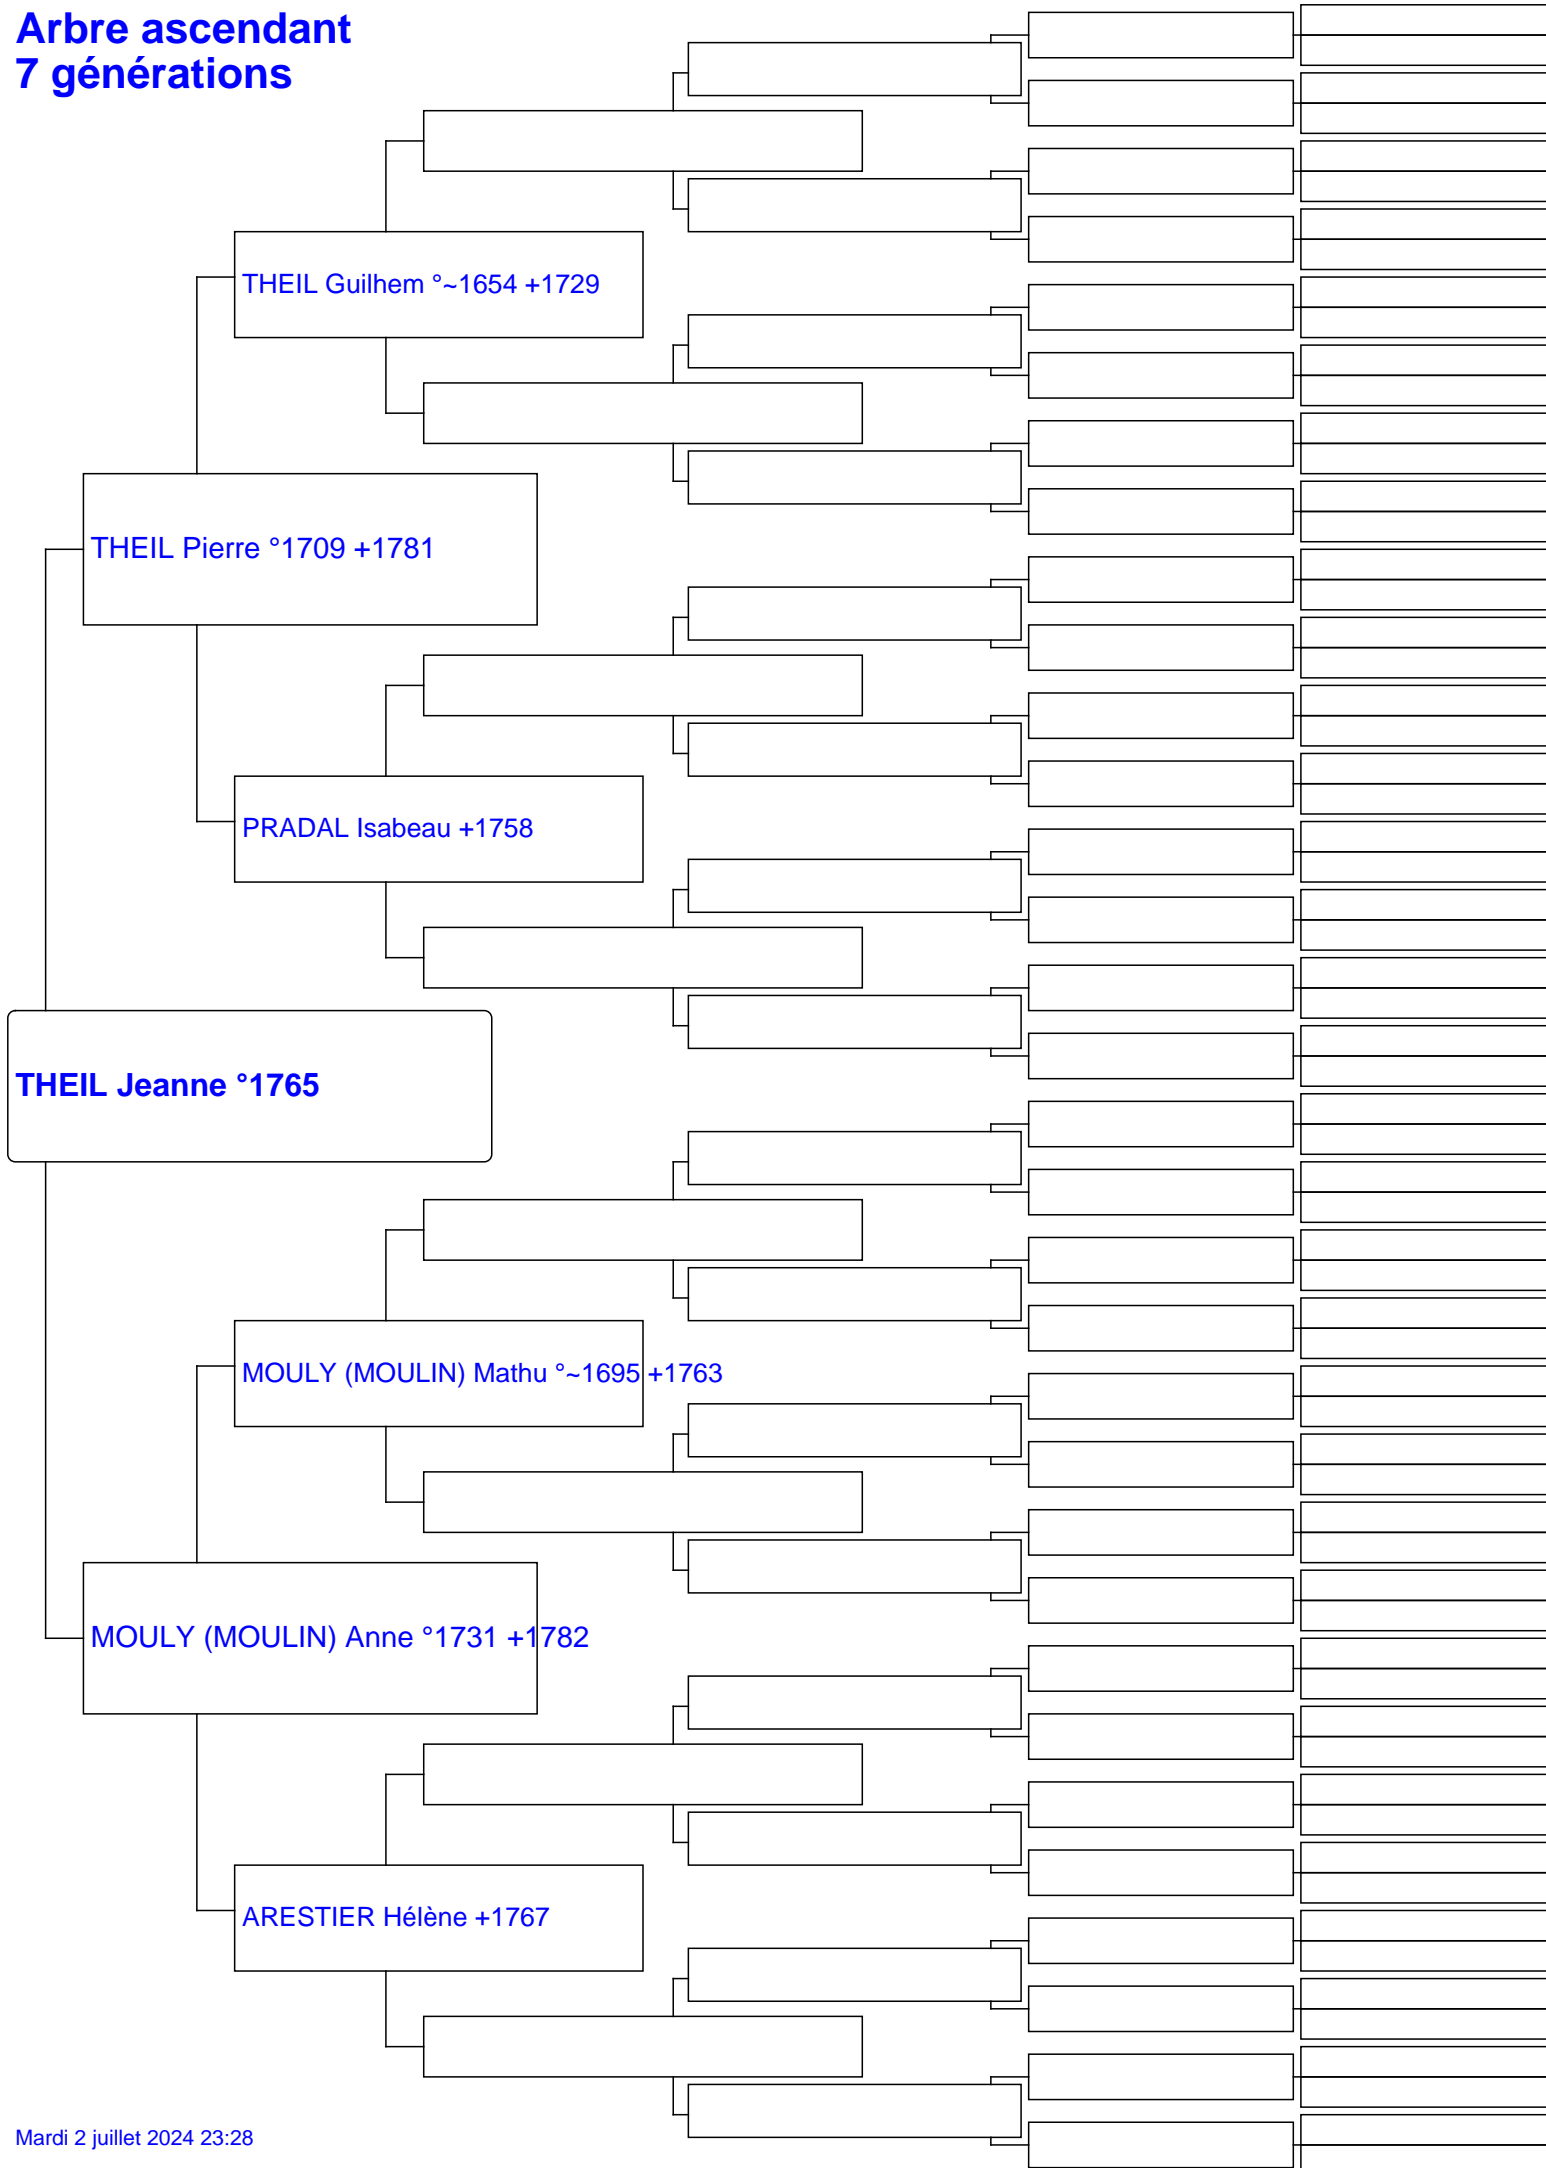 Arbre ascendant
7 générations
THEIL Guilhem °~1654 +1729
THEIL Pierre °1709 +1781
PRADAL Isabeau +1758
THEIL Jeanne °1765
MOULY (MOULIN) Mathu °~1695 +1763
MOULY (MOULIN) Anne °1731 +1782
ARESTIER Hélène +1767
Mardi 2 juillet 2024 23:28